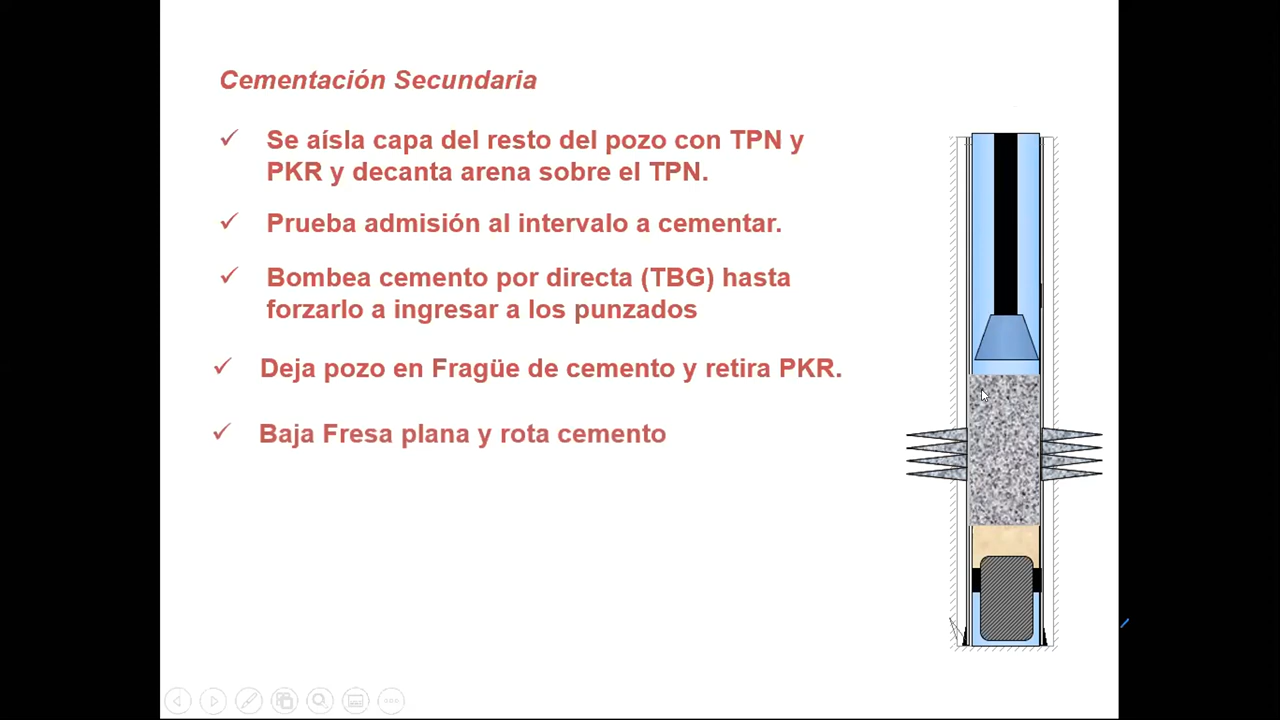 Cementación Secundaria
✓ Se aísla capa del resto del pozo con TPN y
PKR y decanta arena sobre el TPN.
✓ Prueba admisión al intervalo a cementar.
✓ Bombea cemento por directa (TBG) hasta
forzarlo a ingresar a los punzados
✓ Deja pozo en Fragüe de cemento y retira PKR.
✓ Baja Fresa plana y rota cemento